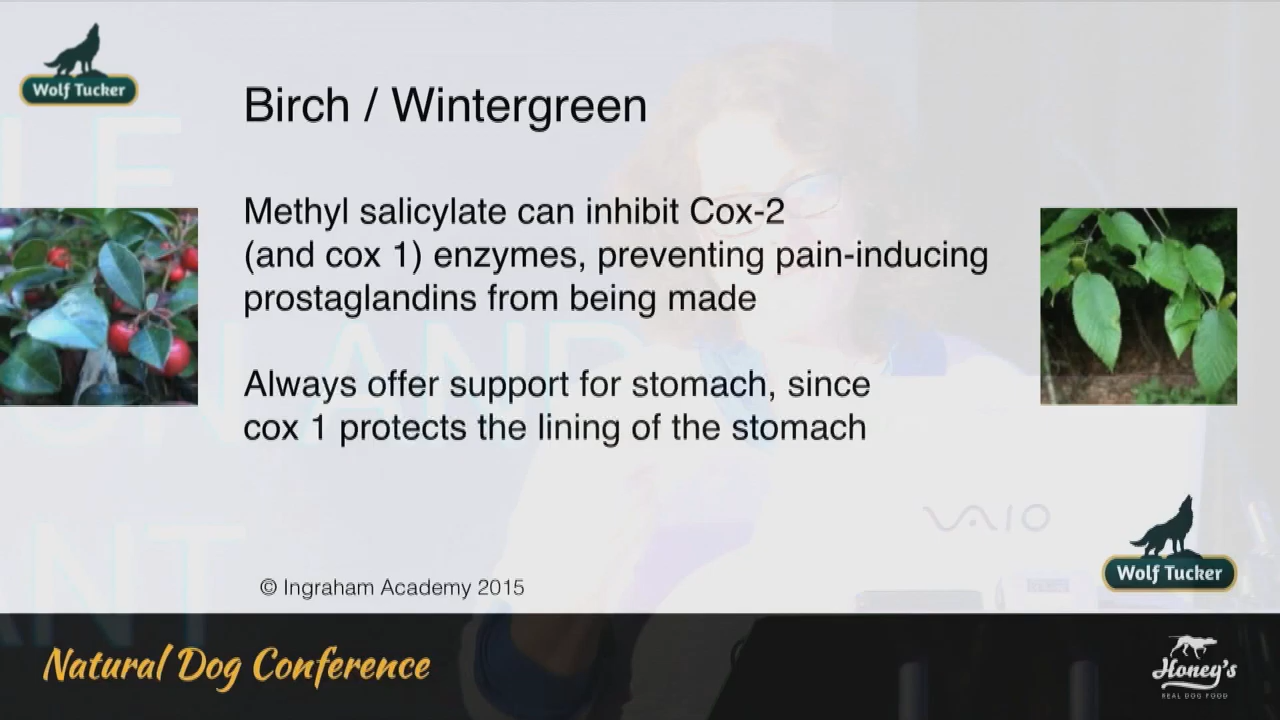 Wolf Tucker
Birch / Wintergreen
Methyl salicylate can inhibit Cox-2
(and cox 1) enzymes, preventing pain-inducing
prostaglandins from being made
Always offer support for stomach, since
cox 1 protects the lining of the stomach
VAIO
© Ingraham Academy 2015
Wolf Tucker
Natural Dog Conference
Honey's
REAL DOG FOOD